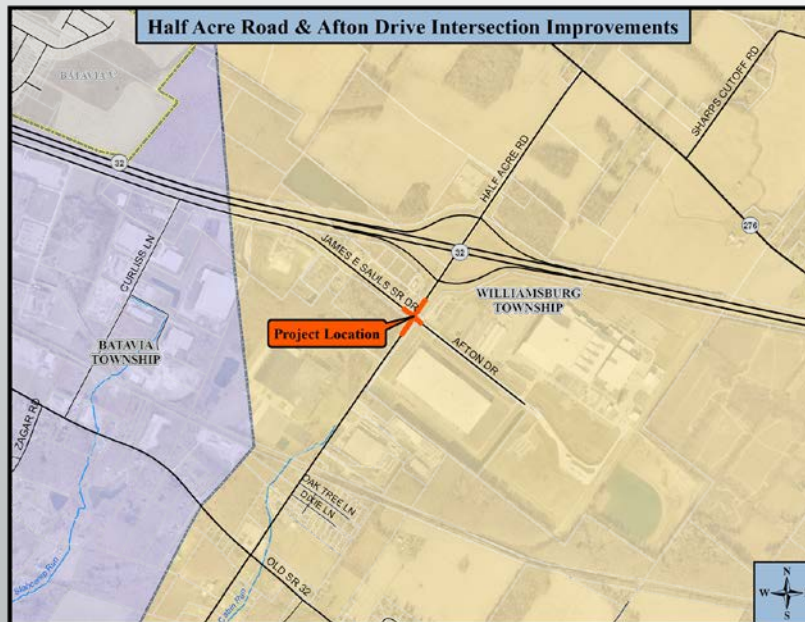 Half Acre Road & Afton Drive Intersection Improvements
SHARPS CUTOFF RD
32
HALF ACRE RD
276
CURLISS LN
JAMES E SAULS SR DR
32
WILLIAMSBURG
TOWNSHIP
Project Location
BATAVIA
TOWNSHIP
AFTON DR
ZAGAR RD
OAK TREE LN
DIXIE LN
OLD SR 32
Cabin Run
N
W
E
S